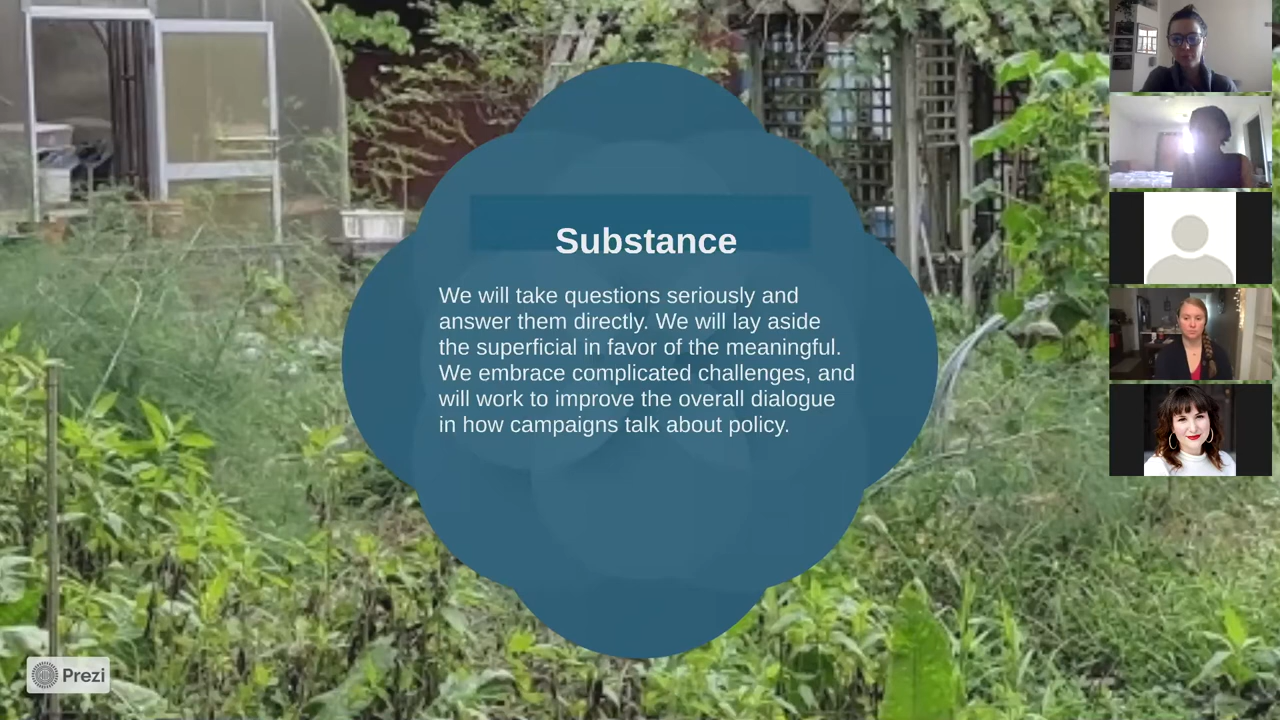 Substance
We will take questions seriously and
answer them directly. We will lay aside
the superficial in favor of the meaningful.
We embrace complicated challenges, and
will work to improve the overall dialogue
in how campaigns talk about policy.
Prezi